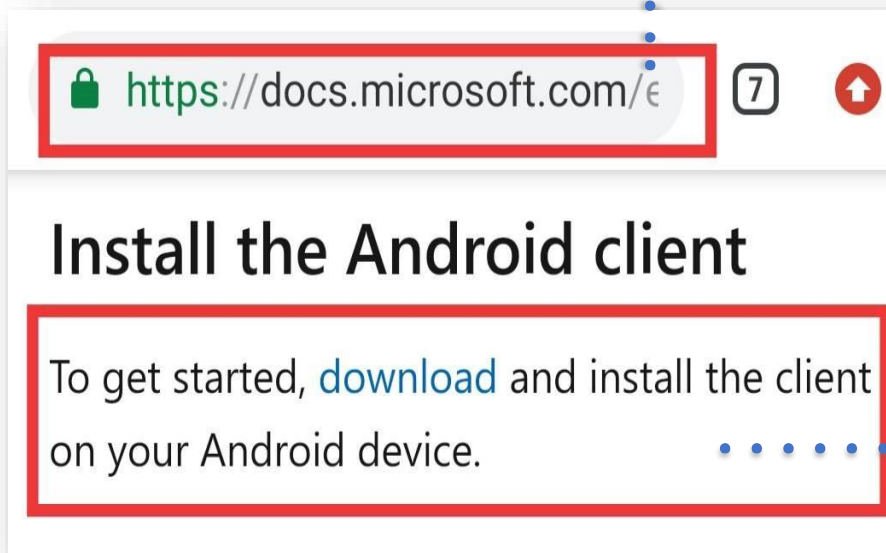 https://docs.microsoft.com/e
7
Install the Android client
To get started, download and install the client
on your Android device.